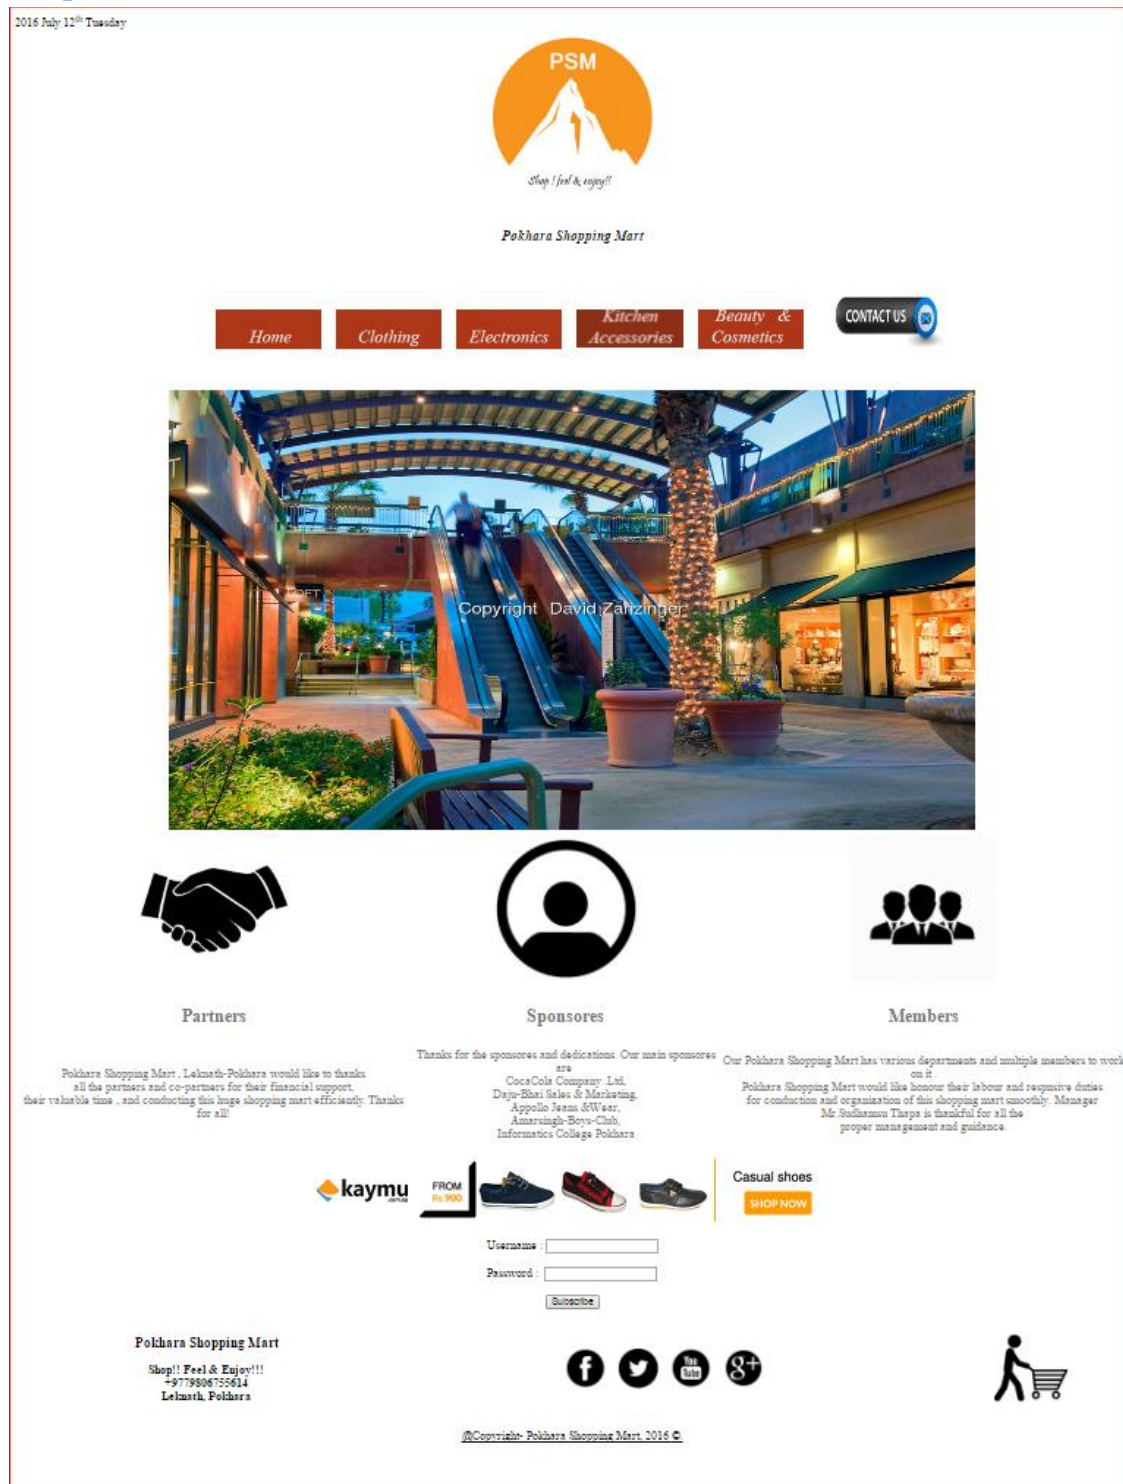 2016 July 12th Tuesday
PSM
Shop ! feel & enjoy!!
Pokhara Shopping Mart
Home
Clothing
Electronics
Kitchen
Accessories
Beauty &
Cosmetics
CONTACT US
LOFT
Copyright David Zanzinger
Partners
Pokhara Shopping Mart , Leknath-Pokhara would like to thanks
all the partners and co-partners for their financial support,
their valuable time , and conducting this huge shopping mart efficiently. Thanks
for all!
Sponsores
Thanks for the sponsores and dedications. Our main sponsores
are
CocaCola Company .Ltd,
Daju-Bhai Sales & Marketing,
Appollo Jeans &Wear,
Amarsingh-Boys-Club,
Informatics College Pokhara
Members
Our Pokhara Shopping Mart has various departments and multiple members to work
on it .
Pokhara Shopping Mart would like honour their labour and respnsive duties
for conduction and organization of this shopping mart smoothly. Manager
Mr.Sudhamsu Thapa is thankful for all the
proper management and guidance.
kaymu
.com.np
FROM
Rs 900
Casual shoes
SHOP NOW
Username :
Password :
Subscribe
Pokhara Shopping Mart
Shop!! Feel & Enjoy!!!
+9779806755614
Leknath, Pokhara
f
You
Tube
g+
@Copyright- Pokhara Shopping Mart, 2016 ©.